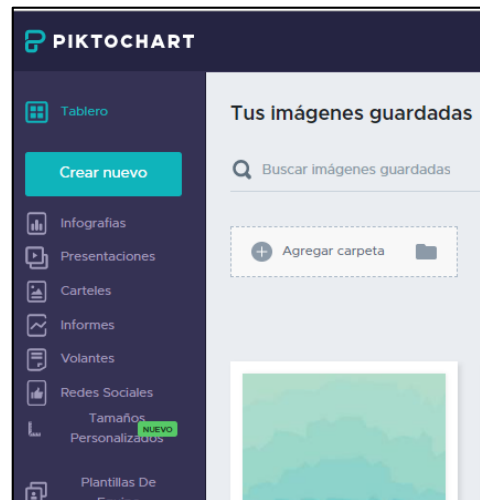 PIKTOCHART
Tablero
Tus imágenes guardadas
Crear nuevo
Buscar imágenes guardadas
Infografias
Presentaciones
Agregar carpeta
Carteles
Informes
Volantes
Redes Sociales
Tamaños
Personalizados
NUEVO
Plantillas De